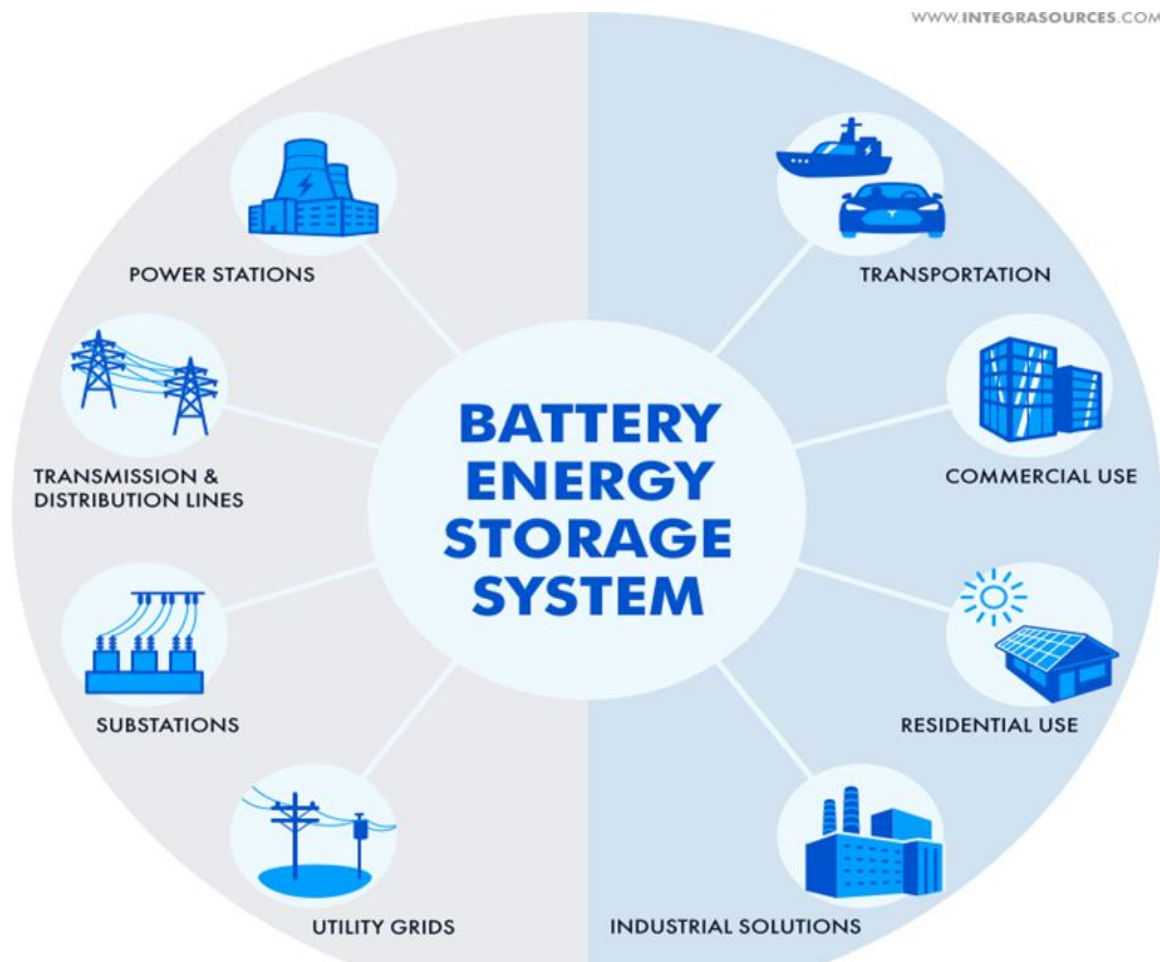 WWW.INTEGRASOURCES.COM
POWER STATIONS
TRANSPORTATION
TRANSMISSION &
DISTRIBUTION LINES
COMMERCIAL USE
BATTERY
ENERGY
STORAGE
SYSTEM
SUBSTATIONS
RESIDENTIAL USE
UTILITY GRIDS
INDUSTRIAL SOLUTIONS